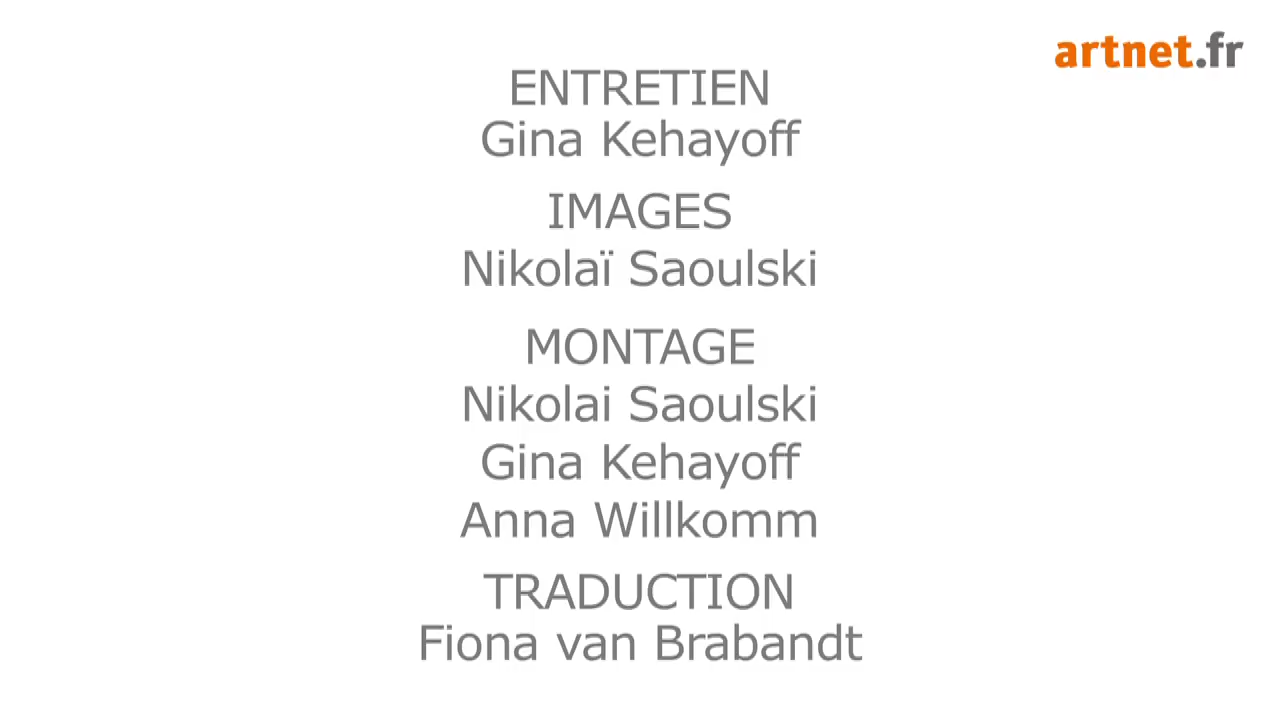 artnet.fr
ENTRETIEN
Gina Kehayoff
IMAGES
Nikolaï Saoulski
MONTAGE
Nikolai Saoulski
Gina Kehayoff
Anna Willkomm
TRADUCTION
Fiona van Brabandt